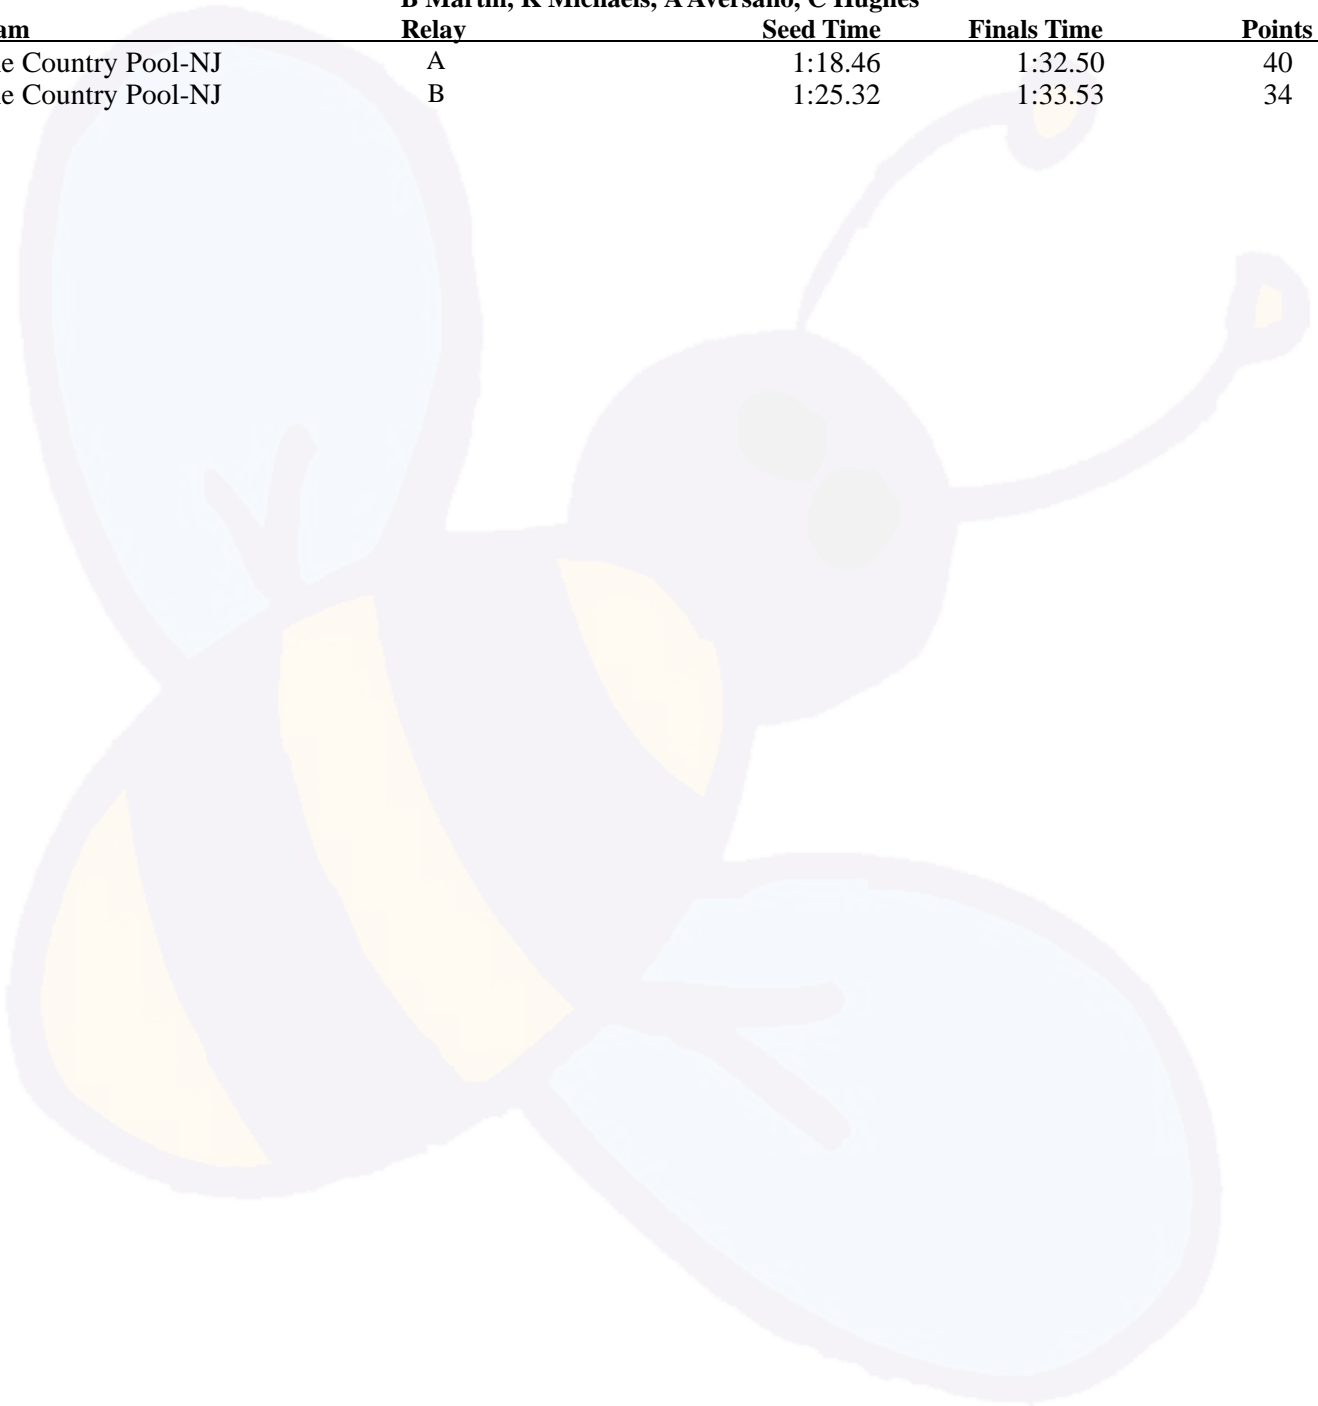 B Martin, K Michaels, A Aversano, C Hughes
am Relay Seed Time Finals Time Points
e Country Pool-NJ A 1:18.46 1:32.50 40
e Country Pool-NJ B 1:25.32 1:33.53 34